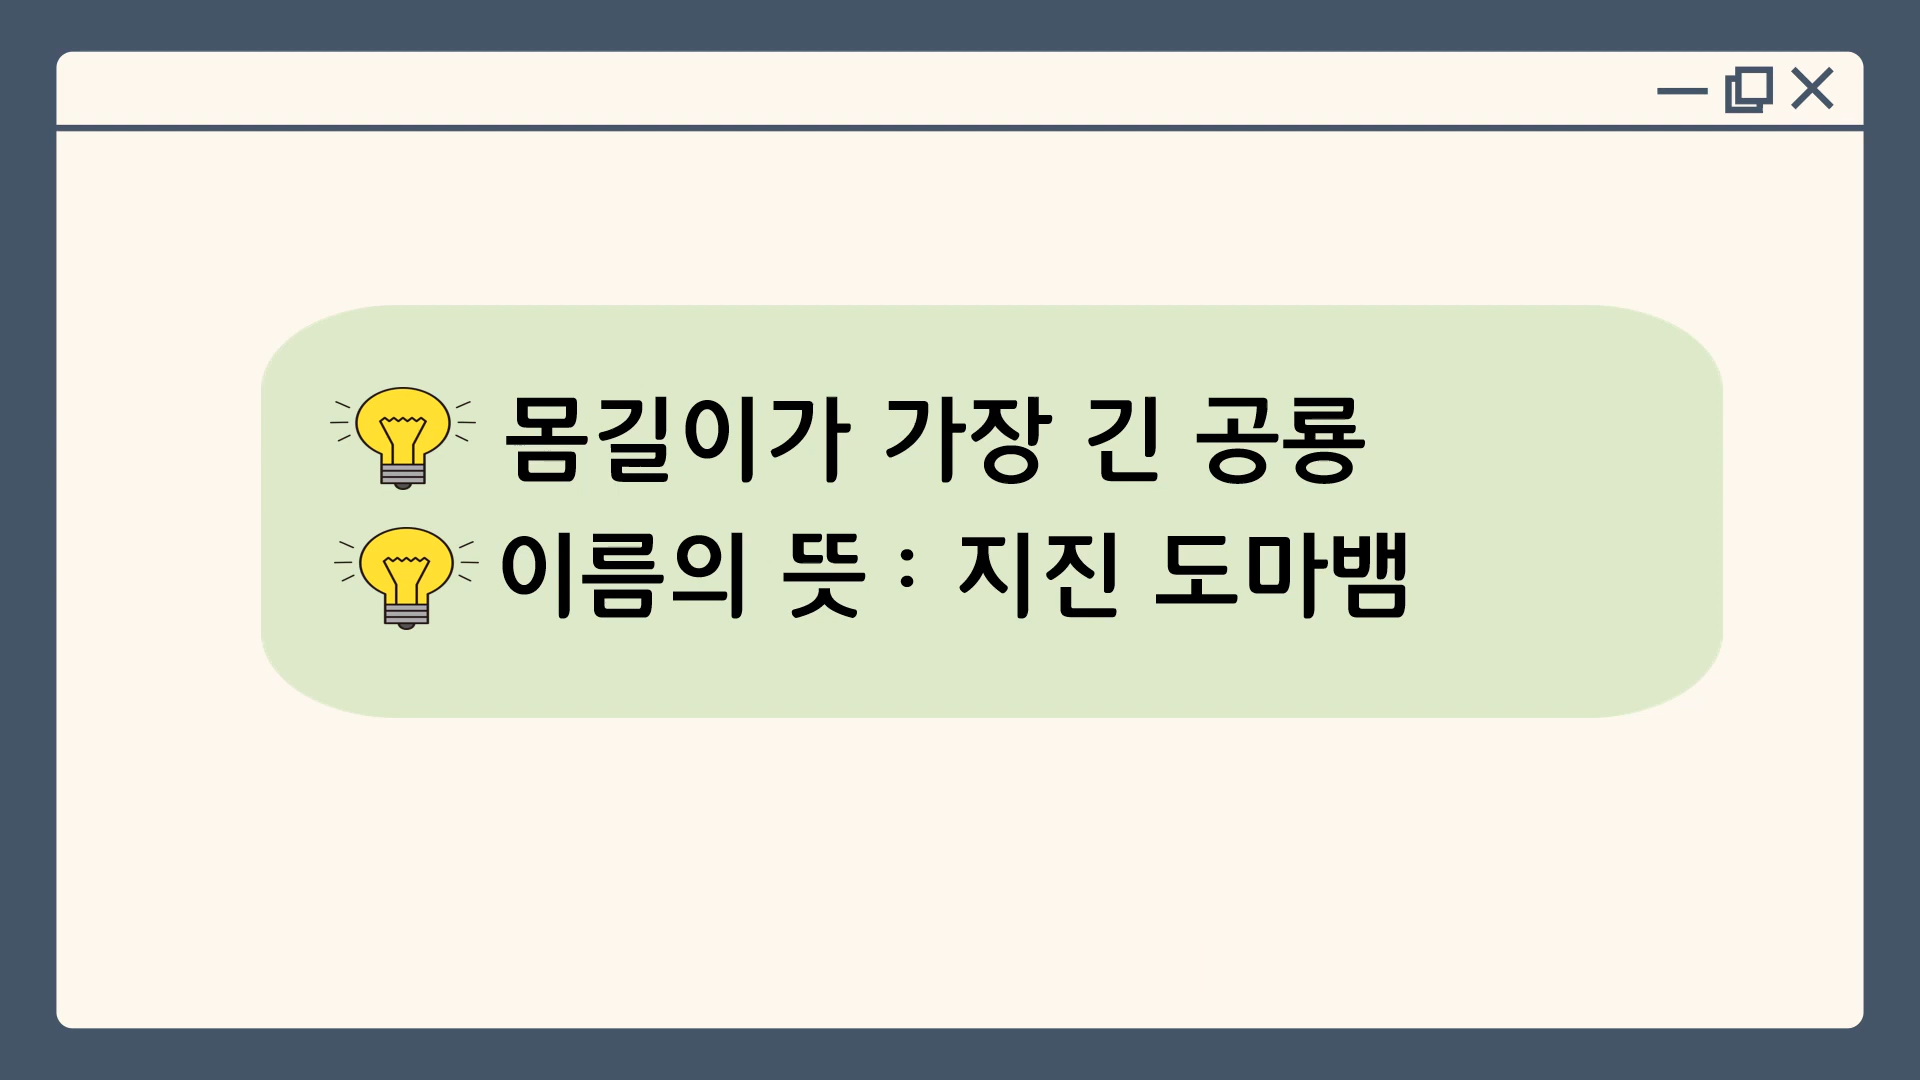 몸길이가 가장 긴 공룡
이름의 뜻 : 지진 도마뱀